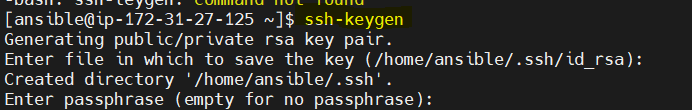 -bash: ssh-leygen: command not found
[ansible@ip-172-31-27-125 ~]$ ssh-keygen
Generating public/private rsa key pair.
Enter file in which to save the key (/home/ansible/.ssh/id_rsa):
Created directory '/home/ansible/.ssh'.
Enter passphrase (empty for no passphrase):